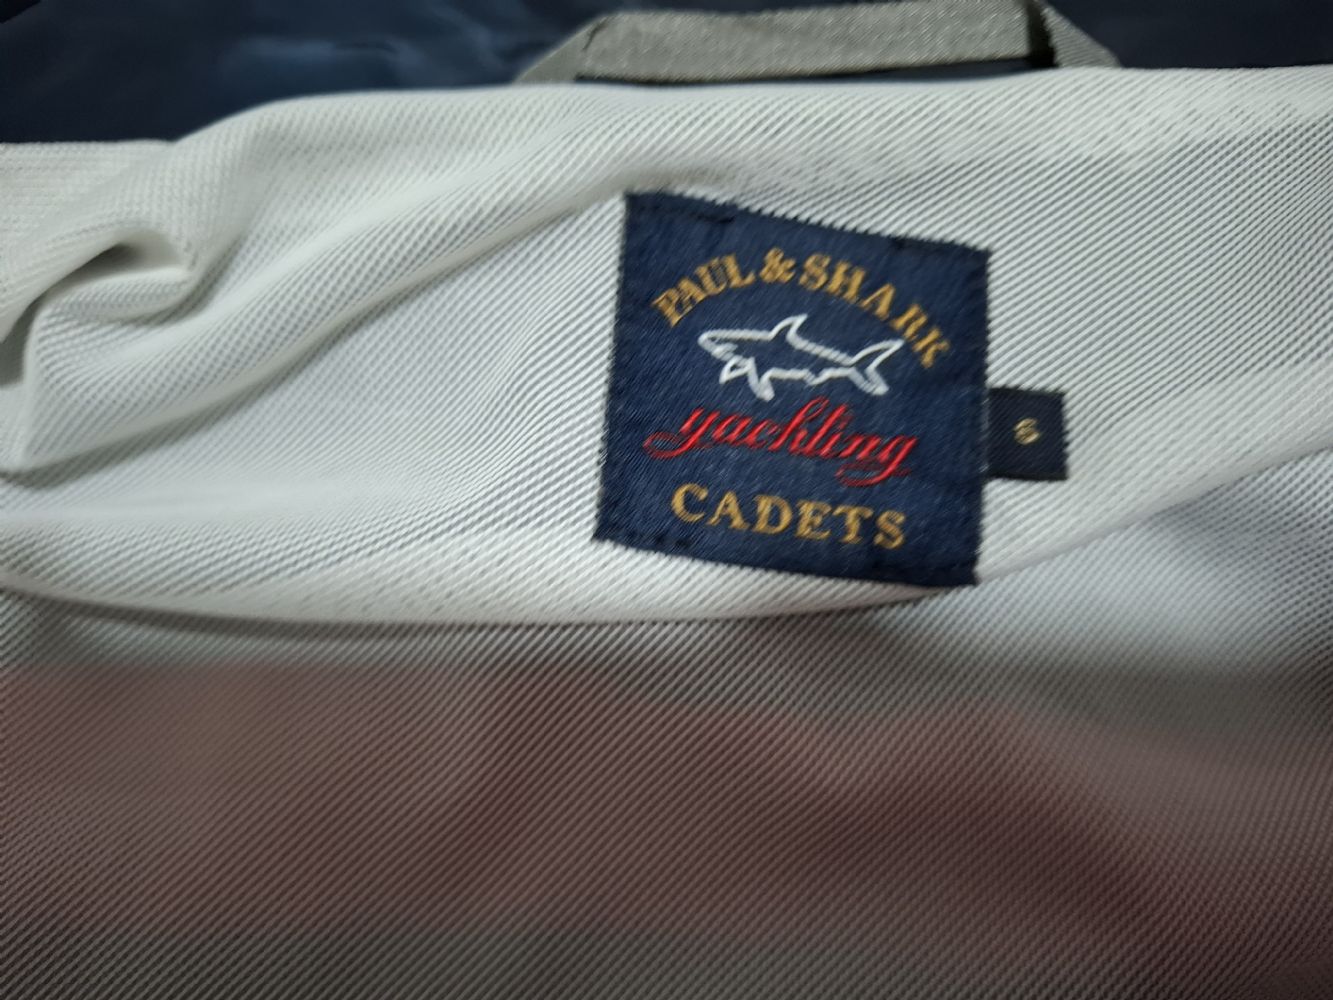 PAUL & SHARK
yachting
CADETS
6